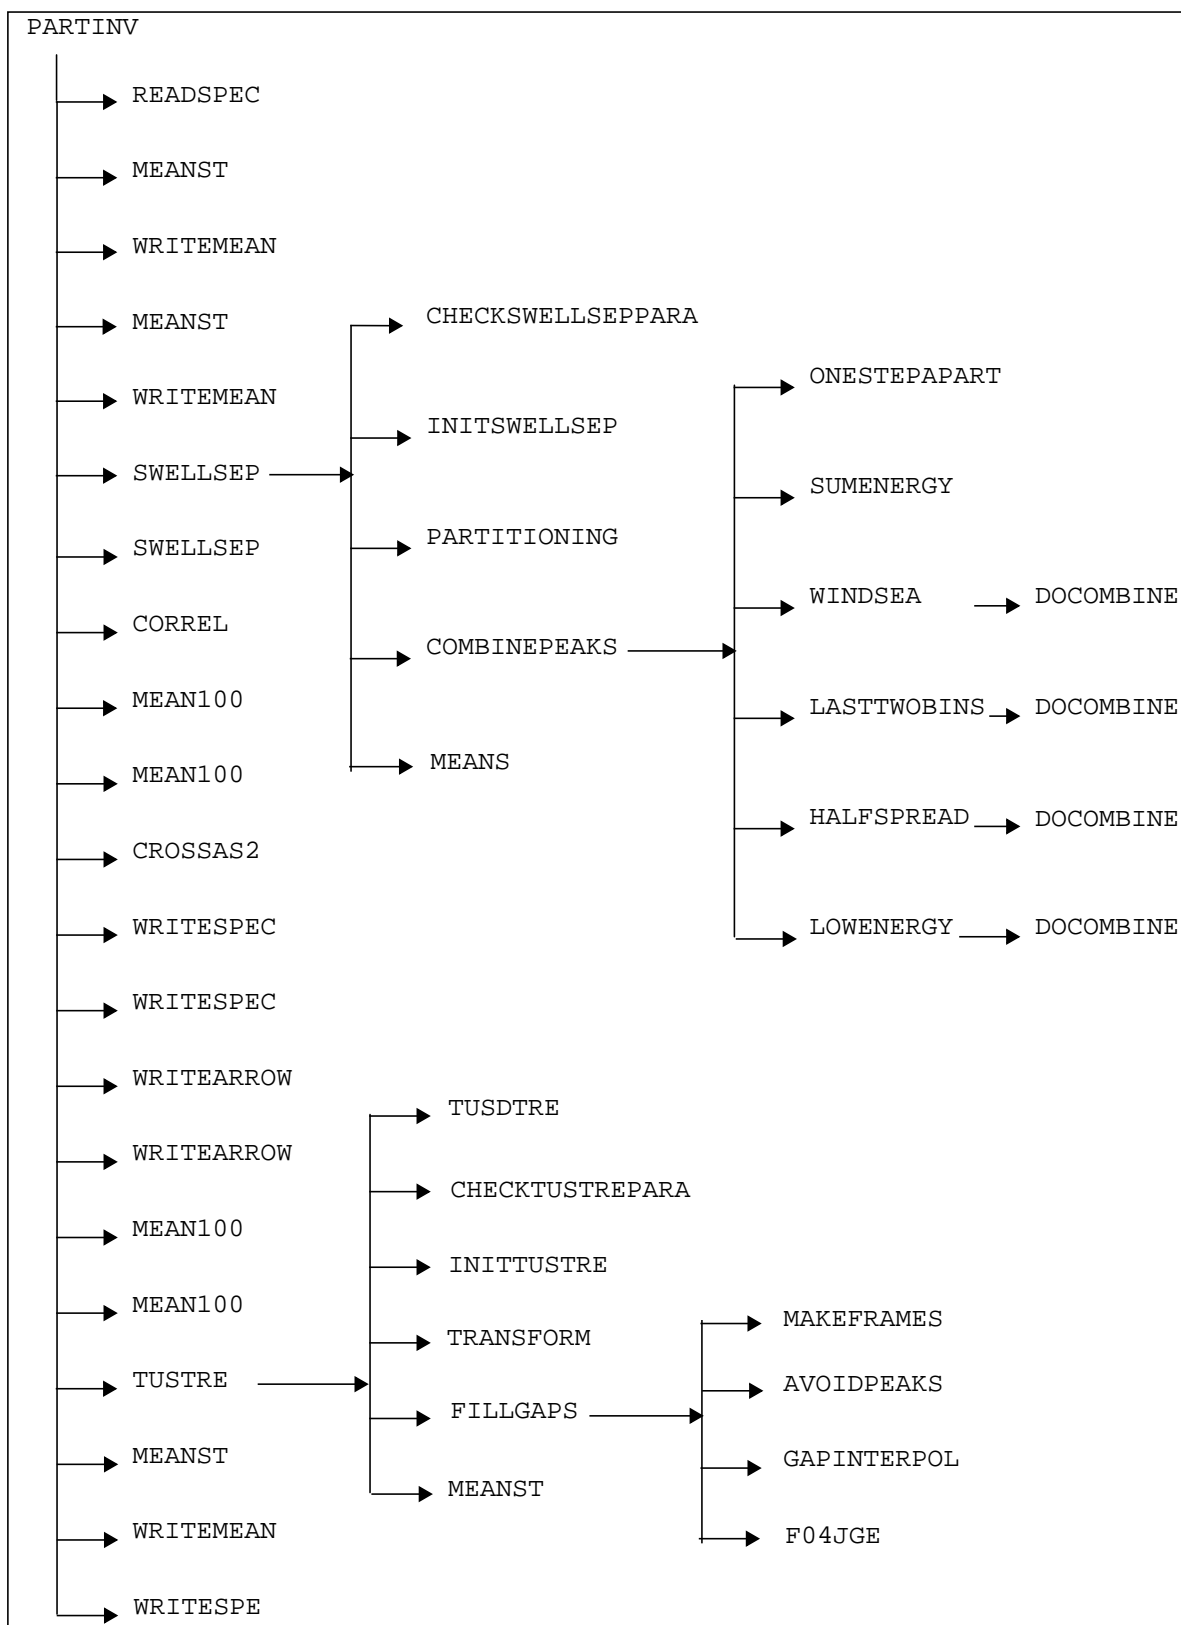 PARTINV
READSPEC
MEANST
WRITEMEAN
MEANST
WRITEMEAN
SWELLSEP
SWELLSEP
CORREL
MEAN100
MEAN100
CROSSAS2
WRITESPEC
WRITESPEC
WRITEARROW
WRITEARROW
MEAN100
MEAN100
TUSTRE
MEANST
WRITEMEAN
WRITESPE
CHECKSWELLSEPPARA
INITSWELLSEP
PARTITIONING
COMBINEPEAKS
MEANS
ONESTEPAPART
SUMENERGY
WINDSEA DOCOMBINE
LASTTWOBINS DOCOMBINE
HALFSPREAD DOCOMBINE
LOWENERGY DOCOMBINE
TUSDTRE
CHECKTUSTREPARA
INITTUSTRE
TRANSFORM
FILLGAPS
MEANST
MAKEFRAMES
AVOIDPEAKS
GAPINTERPOL
F04JGE